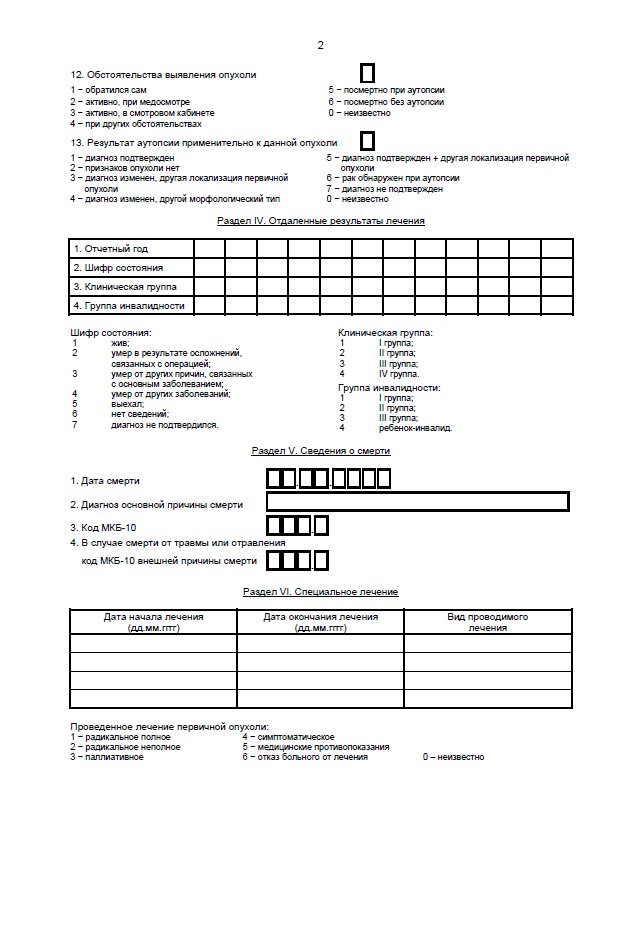 2
12. Обстоятельства выявления опухоли
1 – обратился сам
5 – посмертно при аутопсии
2 – активно, при медосмотре
6 – посмертно без аутопсии
3 – активно, в смотровом кабинете
0 – неизвестно
4 – при других обстоятельствах
13. Результат аутопсии применительно к данной опухоли
1 – диагноз подтвержден
5 – диагноз подтвержден + другая локализация первичной
2 – признаков опухоли нет
опухоли
3 – диагноз изменен, другая локализация первичной
6 – рак обнаружен при аутопсии
опухоли
7 – диагноз не подтвержден
4 – диагноз изменен, другой морфологический тип
0 – неизвестно
Раздел IV. Отдаленные результаты лечения
1. Отчетный год
2. Шифр состояния
3. Клиническая группа
4. Группа инвалидности
Шифр состояния:
1 жив;
2 умер в результате осложнений,
связанных с операцией;
3 умер от других причин, связанных
с основным заболеванием;
4 умер от других заболеваний;
5 выехал;
6 нет сведений;
7 диагноз не подтвердился.
Клиническая группа:
1 I группа;
2 II группа;
3 III группа;
4 IV группа.
Группа инвалидности:
1 I группа;
2 II группа;
3 III группа;
4 ребенок-инвалид.
Раздел V. Сведения о смерти
1. Дата смерти
2. Диагноз основной причины смерти
3. Код МКБ-10
4. В случае смерти от травмы или отравления
код МКБ-10 внешней причины смерти
Раздел VI. Специальное лечение
Дата начала лечения
(дд.мм.гггг)
Дата окончания лечения
(дд.мм.гггг)
Вид проводимого
лечения
Проведенное лечение первичной опухоли:
1 – радикальное полное
4 – симптоматическое
2 – радикальное неполное
5 – медицинские противопоказания
3 – паллиативное
6 – отказ больного от лечения
0 – неизвестно